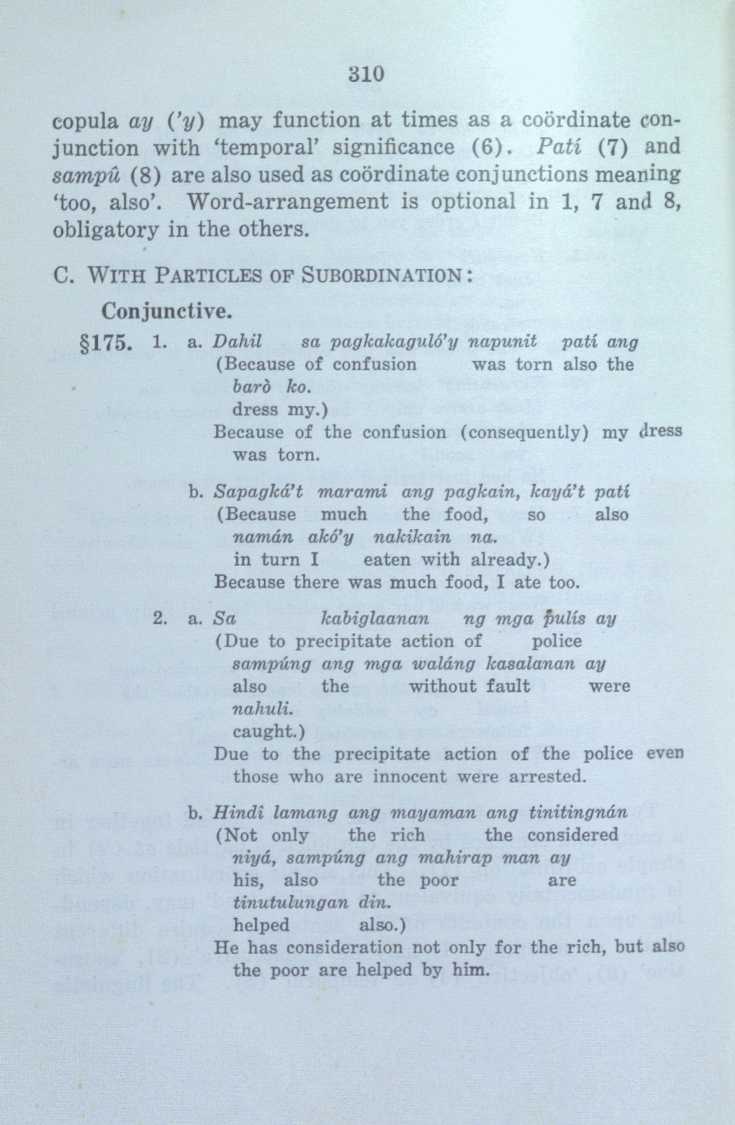 310
copula ay ('y) may function at times as a coördinate con-
junction with 'temporal' significance (6). Patí (7) and
sampû (8) are also used as coördinate conjunctions meaning
'too, also'. Word-arrangement is optional in 1, 7 and 8,
obligatory in the others.
C. WITH PARTICLES OF SUBORDINATION:
Conjunctive.
§175. 1. a. Dahil sa pagkakaguló'y napunit patí ang
(Because of confusion was torn also the
barò ko.
dress my.)
Because of the confusion (consequently) my dress
was torn.
b. Sapagká't marami ang pagkain, kayá't patí
(Because much the food, so also
namán akó'y nakikain na.
in turn I eaten with already.)
Because there was much food, I ate too.
2. a. Sa kabiglaanan ng mga pulís ay
(Due to precipitate action of police
sampúng ang mga waláng kasalanan ay
also the without fault were
nahuli.
caught.)
Due to the precipitate action of the police even
those who are innocent were arrested.
b. Hindî lamang ang mayaman ang tinitingnán
(Not only the rich the considered
niyá, sampúng ang mahirap man ay
his, also the poor are
tinutulungan din.
helped also.)
He has consideration not only for the rich, but also
the poor are helped by him.